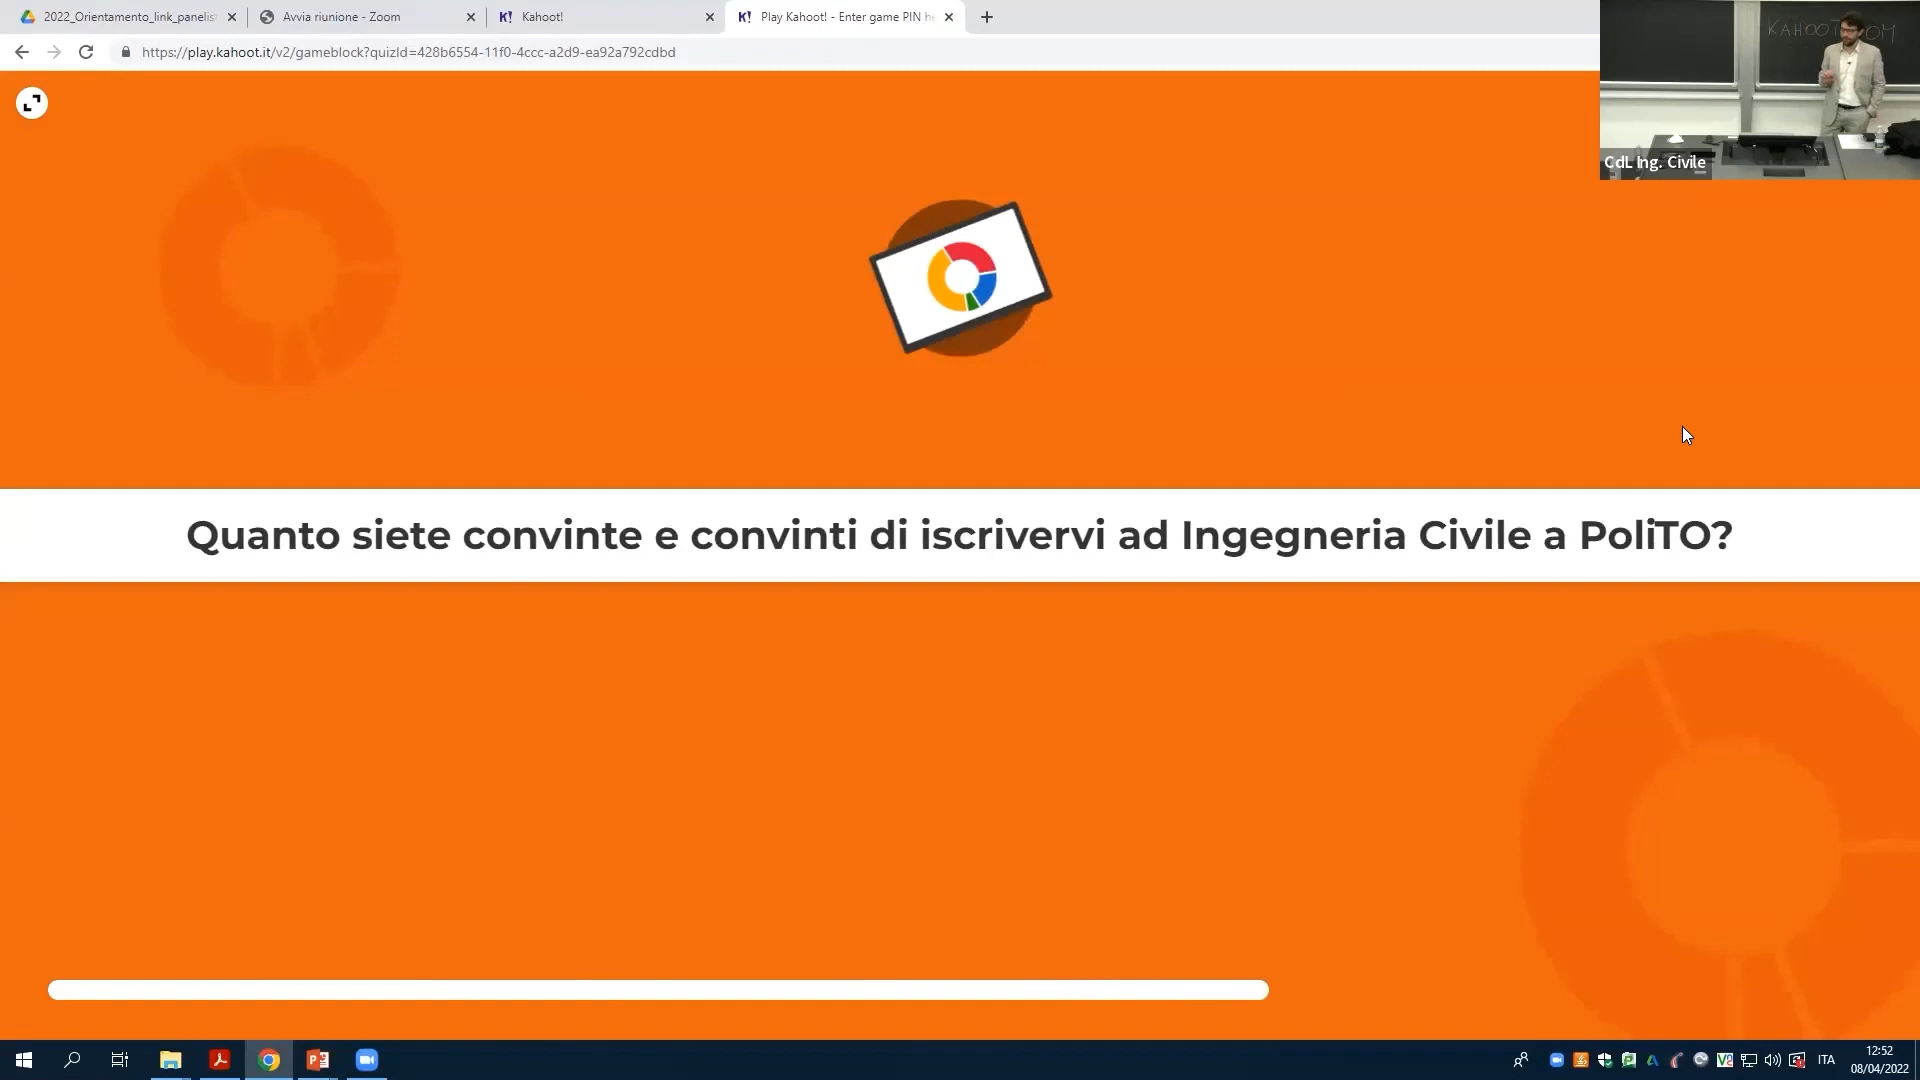 2022_Orientamento_link_panelis
Avvia riunione - Zoom
K! Kahoot!
K! Play Kahoot! - Enter game PIN he
https://play.kahoot.it/v2/gameblock?quizId=428b6554-11f0-4ccc-a2d9-ea92a792cdbd
KAHOOT
CdL Ing. Civile
Quanto siete convinte e convinti di iscrivervi ad Ingegneria Civile a PoliTO?
ITA
12:52
08/04/2022